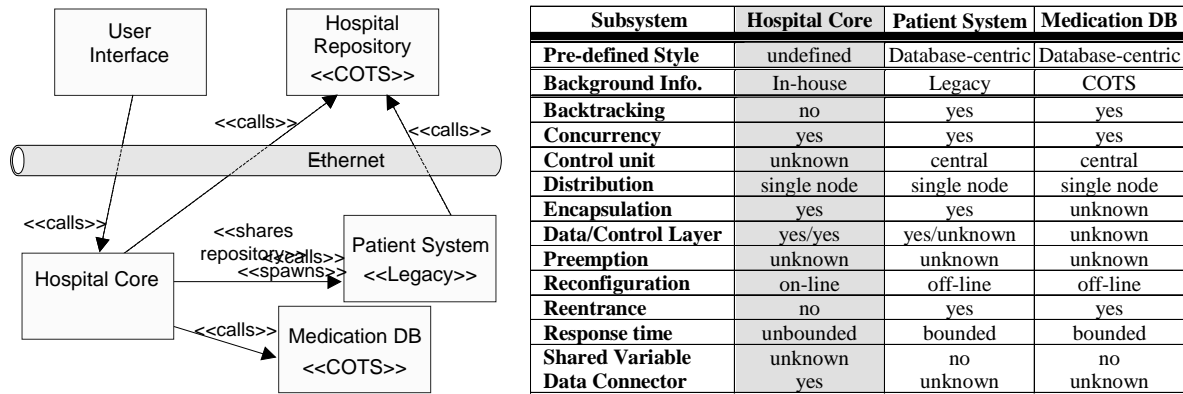 User
Interface
Hospital
Repository
<<COTS>>
<<calls>>
<<calls>>
Ethernet
<<calls>>
<<shares
repository>>
<<calls>>
<<spawns>>
Patient System
<<Legacy>>
Hospital Core
<<calls>>
Medication DB
<<COTS>>
Subsystem Hospital Core Patient System Medication DB
Pre-defined Style undefined Database-centric Database-centric
Background Info. In-house Legacy COTS
Backtracking no yes yes
Concurrency yes yes yes
Control unit unknown central central
Distribution single node single node single node
Encapsulation yes yes unknown
Data/Control Layer yes/yes yes/unknown unknown
Preemption unknown unknown unknown
Reconfiguration on-line off-line off-line
Reentrance no yes yes
Response time unbounded bounded bounded
Shared Variable unknown no no
Data Connector yes unknown unknown